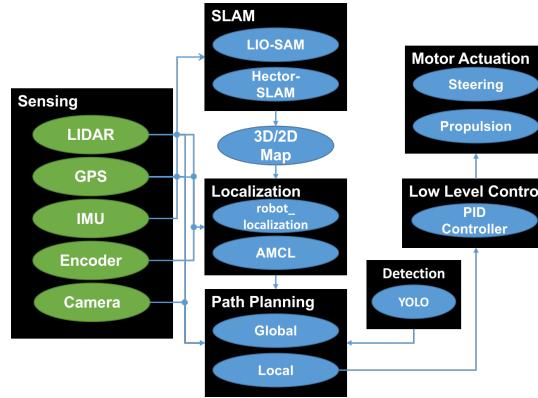 SLAM
LIO-SAM
Hector-
SLAM
3D/2D
Map
Sensing
LIDAR
GPS
IMU
Encoder
Camera
Localization
robot_
localization
AMCL
Path Planning
Global
Local
Detection
YOLO
Motor Actuation
Steering
Propulsion
Low Level Control
PID
Controller